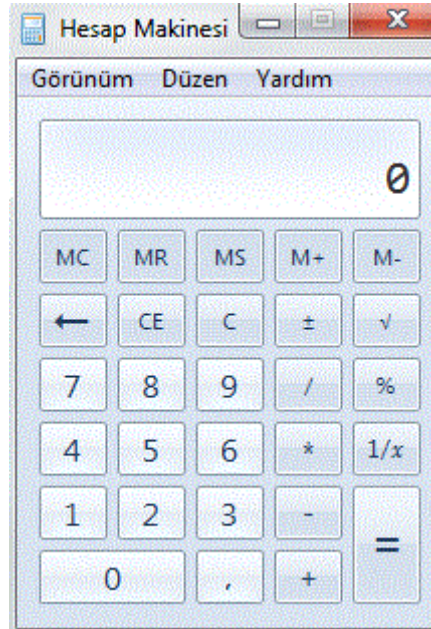 Hesap Makinesi
Görünüm Düzen Yardım
0
MC MR MS M+ M-
← CE C ± √
7 8 9 / %
4 5 6 * 1/x
1 2 3 - =
0 , +